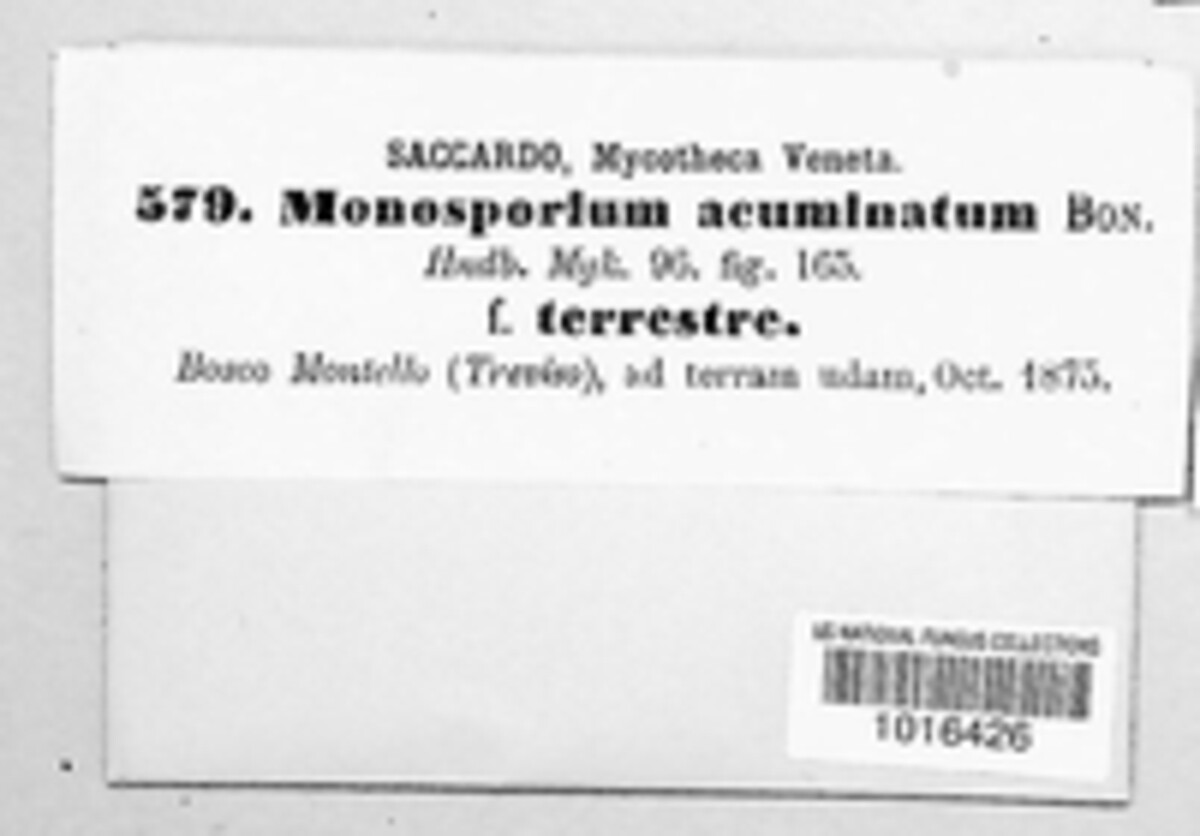 SACCARDO, Mycotheca Veneta.
579. Monosporium acuminatum Bon.
Hndb. Myk. 96. fig. 165.
f. terrestre.
Bosco Montello (Treviso), ad terram udam, Oct. 1875.
US NATIONAL FUNGUS COLLECTIONS
1016426